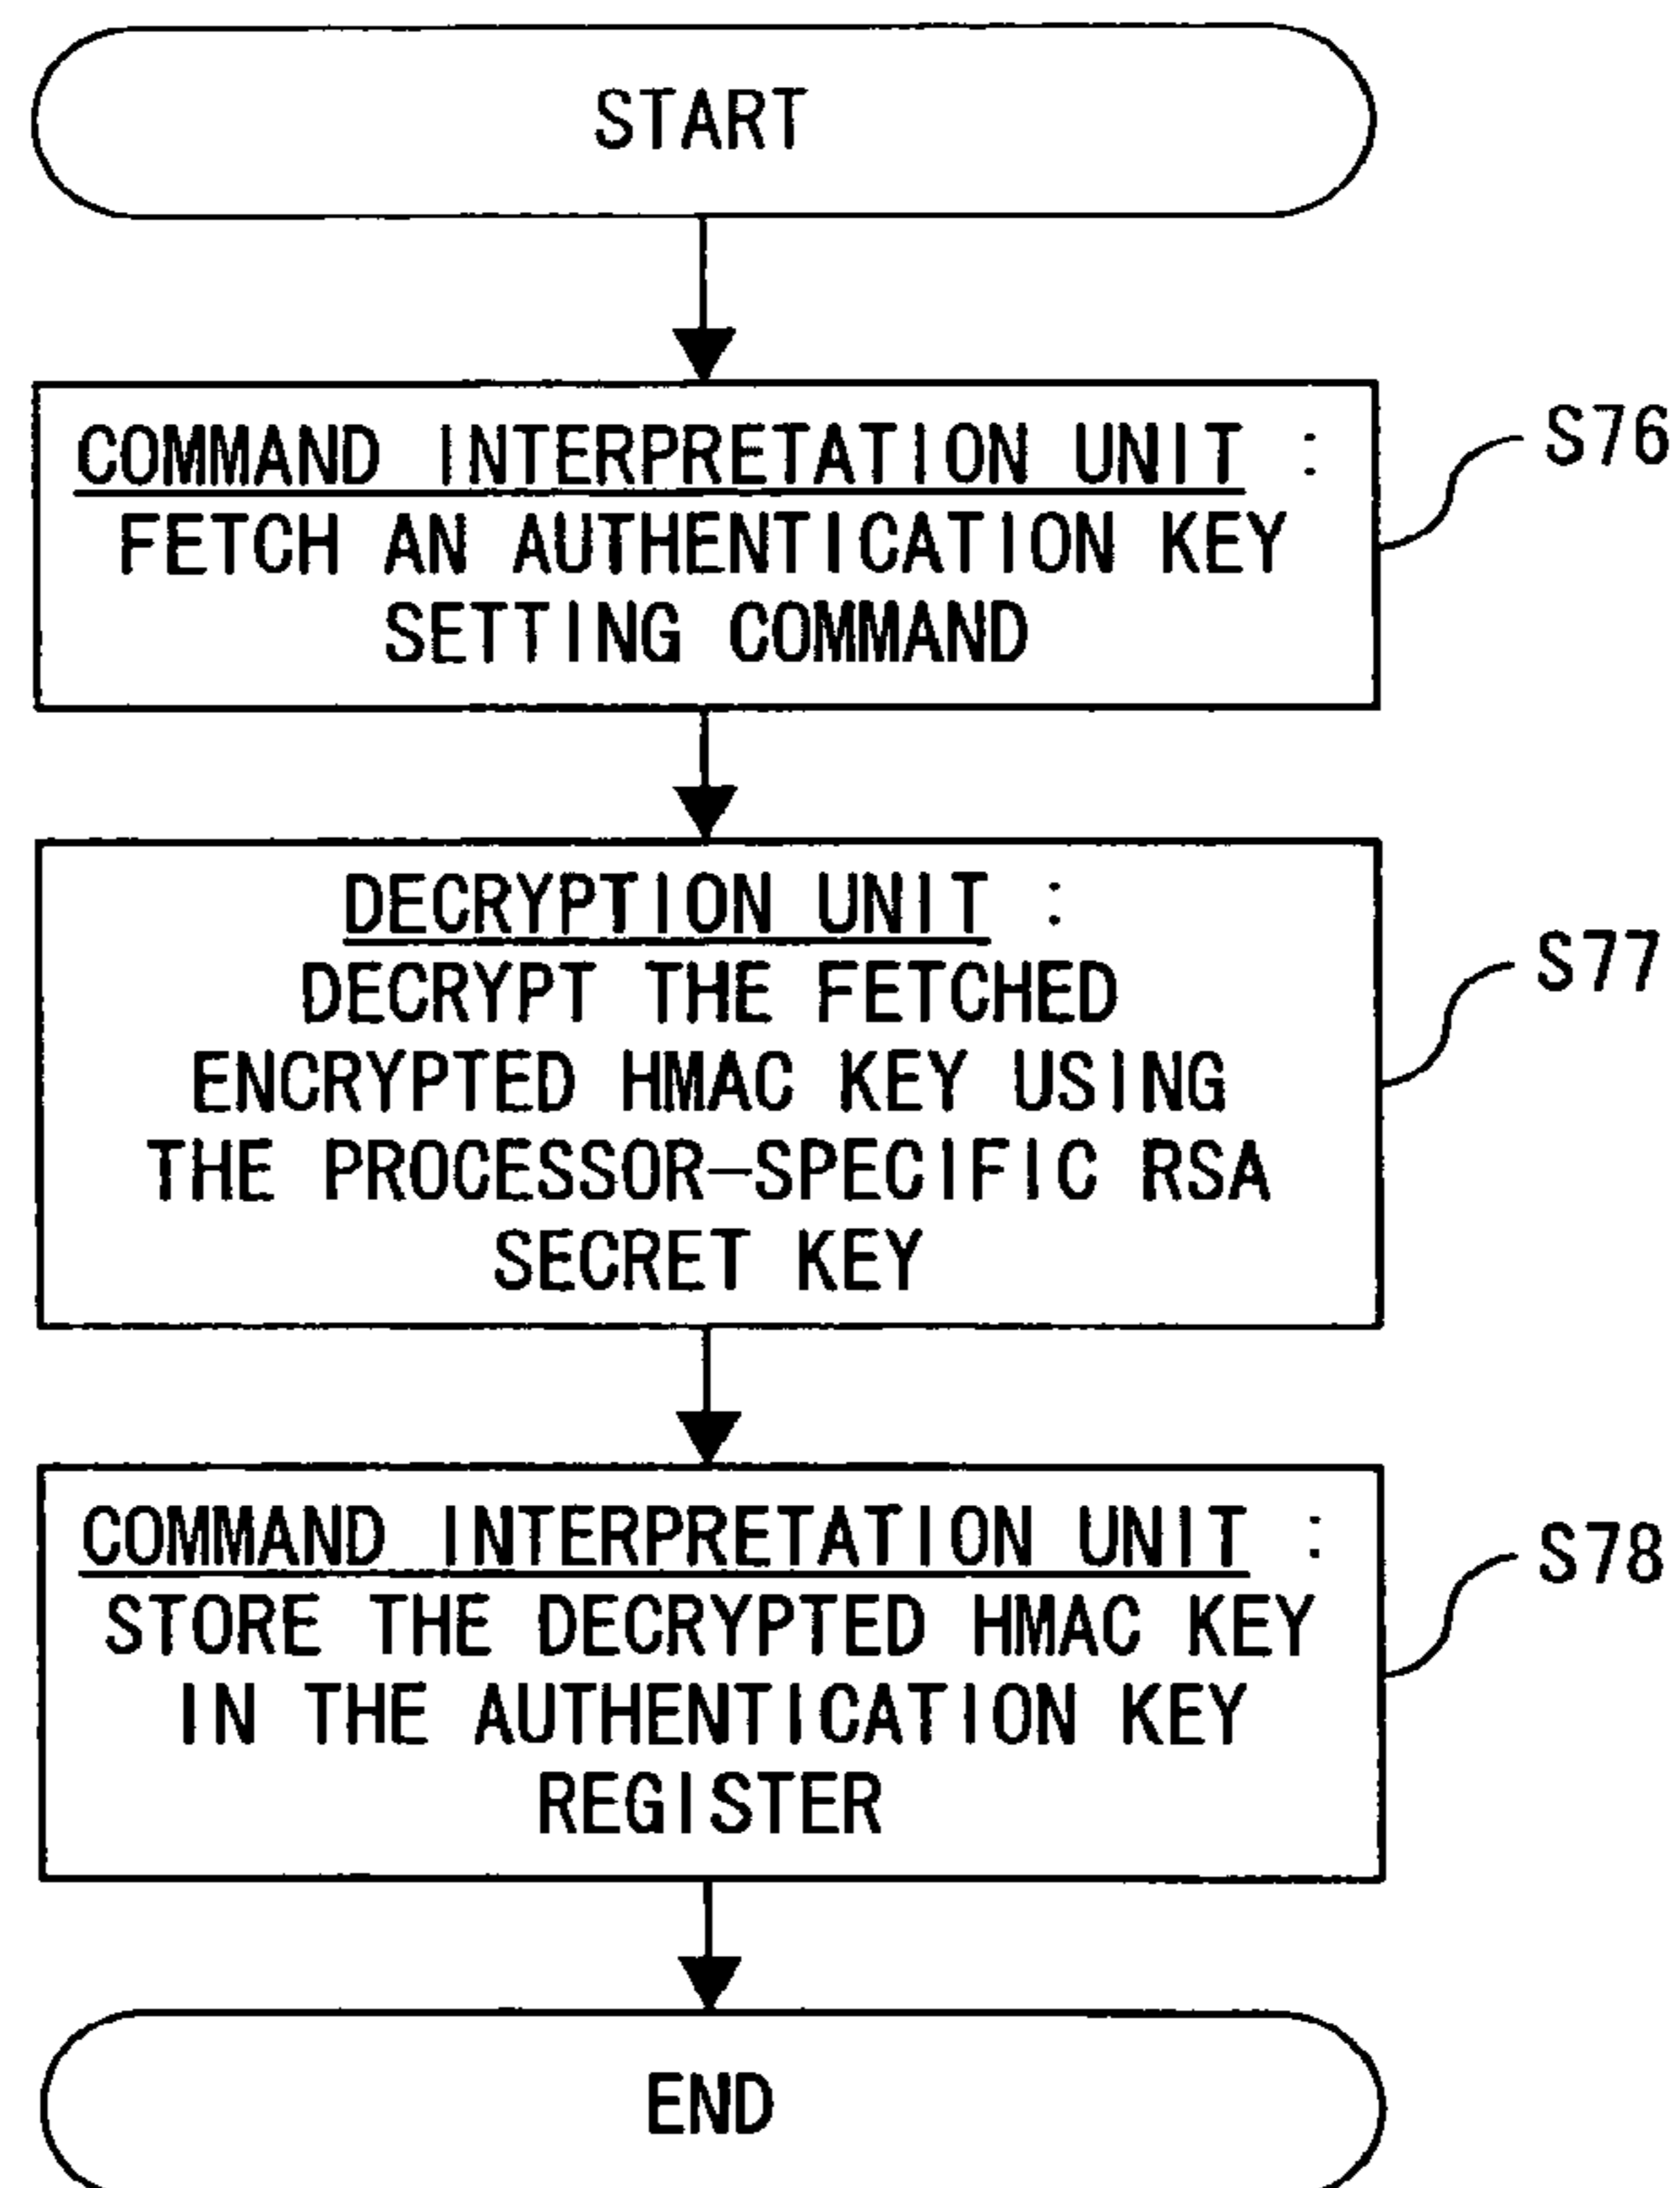 START
COMMAND INTERPRETATION UNIT :
FETCH AN AUTHENTICATION KEY
SETTING COMMAND
S76
DECRYPTION UNIT :
DECRYPT THE FETCHED
ENCRYPTED HMAC KEY USING
THE PROCESSOR-SPECIFIC RSA
SECRET KEY
S77
COMMAND INTERPRETATION UNIT :
STORE THE DECRYPTED HMAC KEY
IN THE AUTHENTICATION KEY
REGISTER
S78
END